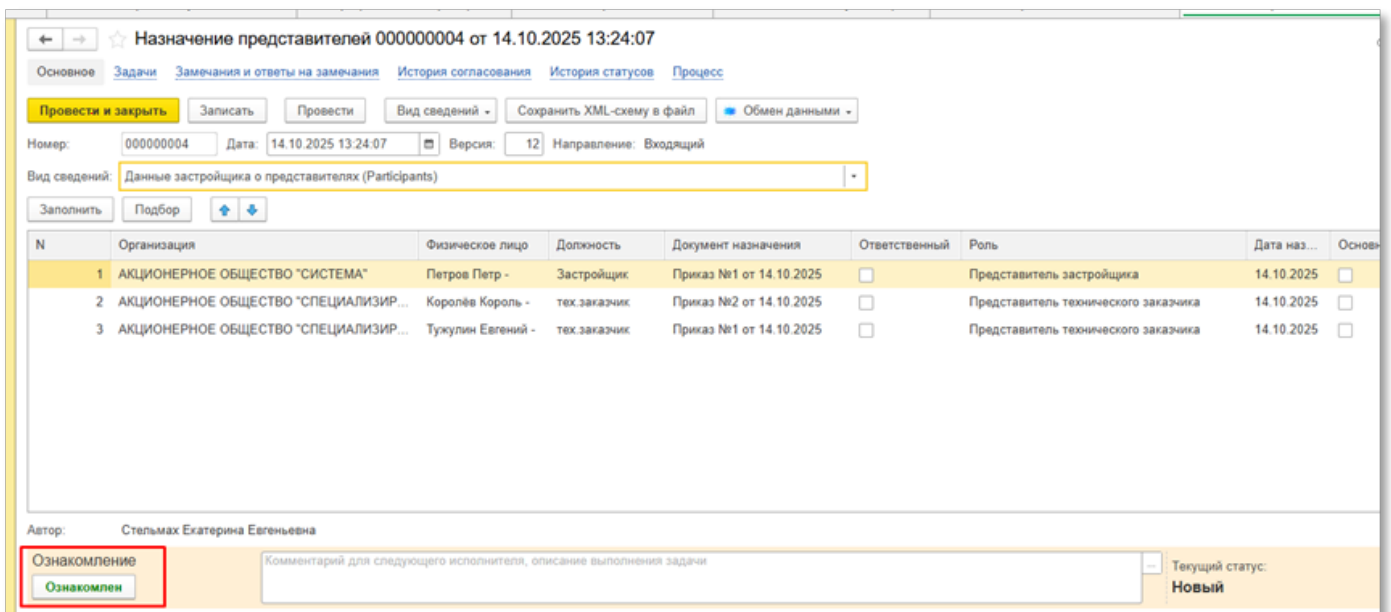 Назначение представителей 000000004 от 14.10.2025 13:24:07
Основное Задачи Замечания и ответы на замечания История согласования История статусов Процесс
Провести и закрыть Записать Провести Вид сведений Сохранить XML-схему в файл Обмен данными
Номер: 000000004 Дата: 14.10.2025 13:24:07 Версия: 12 Направление: Входящий
Вид сведений: Данные застройщика о представителях (Participants)
Заполнить Подбор
N Организация Физическое лицо Должность Документ назначения Ответственный Роль Дата наз... Основн
1 АКЦИОНЕРНОЕ ОБЩЕСТВО "СИСТЕМА" Петров Петр - Застройщик Приказ №1 от 14.10.2025 Представитель застройщика 14.10.2025
2 АКЦИОНЕРНОЕ ОБЩЕСТВО "СПЕЦИАЛИЗИР... Королёв Король - тех.заказчик Приказ №2 от 14.10.2025 Представитель технического заказчика 14.10.2025
3 АКЦИОНЕРНОЕ ОБЩЕСТВО "СПЕЦИАЛИЗИР... Тужулин Евгений - тех.заказчик Приказ №1 от 14.10.2025 Представитель технического заказчика 14.10.2025
Автор: Стельмах Екатерина Евгеньевна
Ознакомление Комментарий для следующего исполнителя, описание выполнения задачи ... Текущий статус:
Ознакомлен Новый